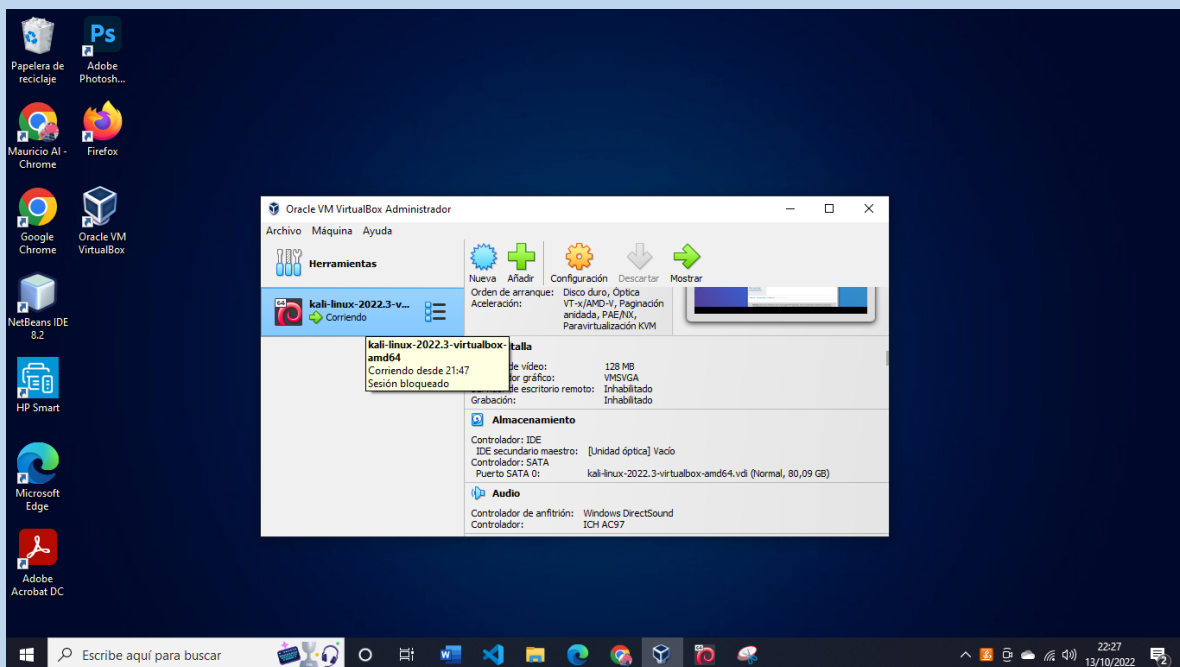 Papelera de
reciclaje
Ps
Adobe
Photosh...
Mauricio Al -
Chrome
Firefox
Google
Chrome
Oracle VM
VirtualBox
NetBeans IDE
8.2
HP Smart
Microsoft
Edge
Adobe
Acrobat DC
Oracle VM VirtualBox Administrador
Archivo Máquina Ayuda
Herramientas
Nueva Añadir Configuración Descartar Mostrar
64
kali-linux-2022.3-v...
Corriendo
kali-linux-2022.3-virtualbox-
amd64
Corriendo desde 21:47
Sesión bloqueado
Orden de arranque: Disco duro, Óptica
Aceleración: VT-x/AMD-V, Paginación
anidada, PAE/NX,
Paravirtualización KVM
talla
de vídeo: 128 MB
or gráfico: VMSVGA
de escritorio remoto: Inhabilitado
Grabación: Inhabilitado
Almacenamiento
Controlador: IDE
IDE secundario maestro: [Unidad óptica] Vacío
Controlador: SATA
Puerto SATA 0: kali-linux-2022.3-virtualbox-amd64.vdi (Normal, 80,09 GB)
Audio
Controlador de anfitrión: Windows DirectSound
Controlador: ICH AC97
Escribe aquí para buscar
22:27
13/10/2022
2